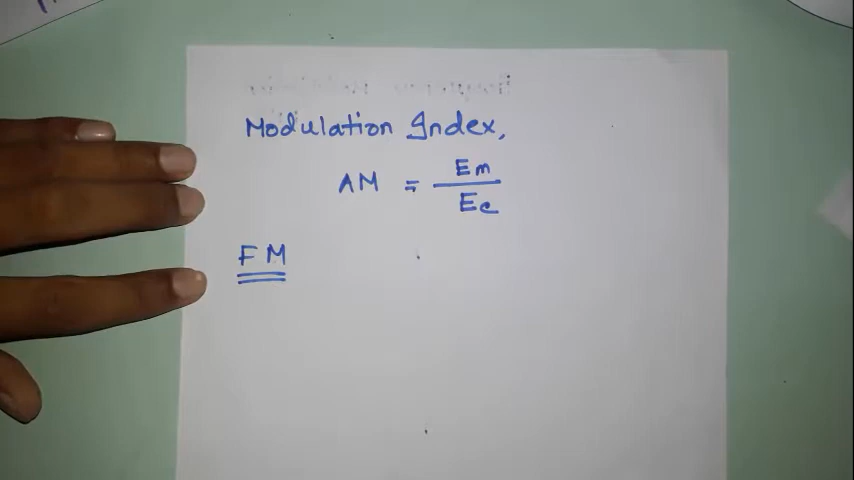 Modulation Index,
AM = Em/Ec
FM